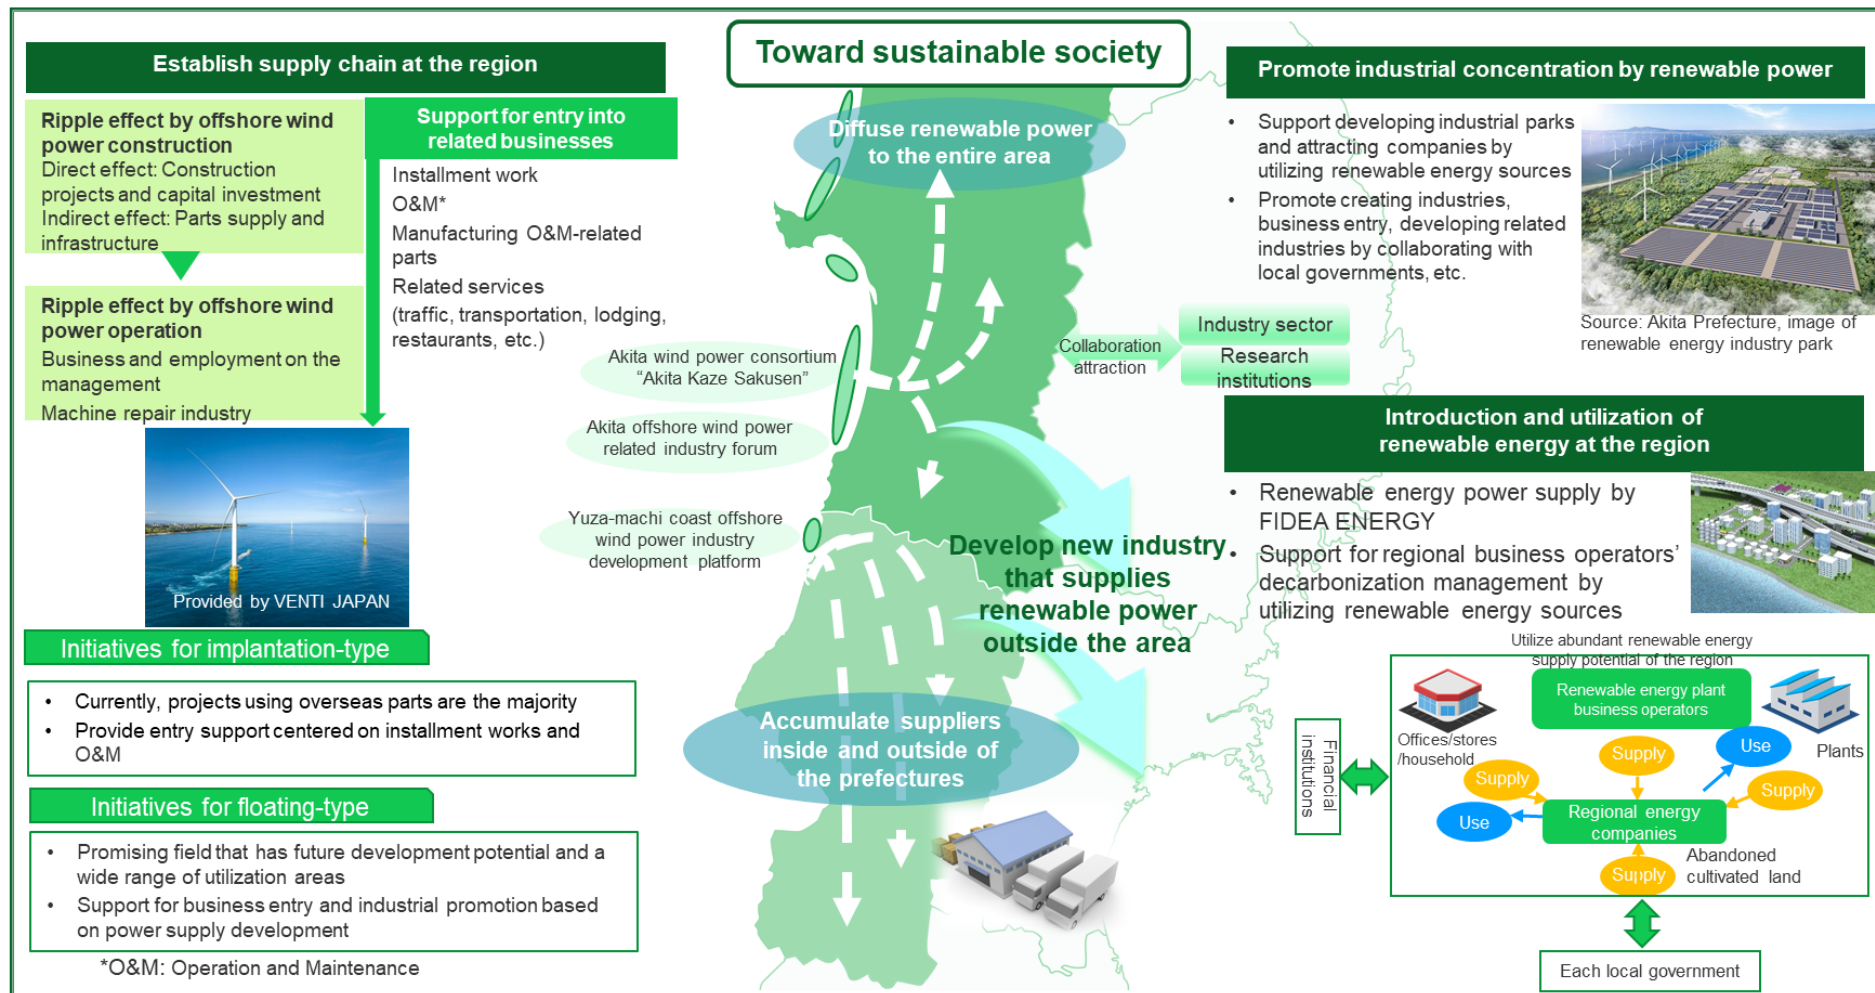 Toward sustainable society
Establish supply chain at the region
Ripple effect by offshore wind
power construction
Direct effect: Construction
projects and capital investment
Indirect effect: Parts supply and
infrastructure
Ripple effect by offshore wind
power operation
Business and employment on the
management
Machine repair industry
Support for entry into
related businesses
Installment work
O&M*
Manufacturing O&M-related
parts
Related services
(traffic, transportation, lodging,
restaurants, etc.)
Provided by VENTI JAPAN
Initiatives for implantation-type
• Currently, projects using overseas parts are the majority
• Provide entry support centered on installment works and
O&M
Initiatives for floating-type
• Promising field that has future development potential and a
wide range of utilization areas
• Support for business entry and industrial promotion based
on power supply development
*O&M: Operation and Maintenance
Diffuse renewable power
to the entire area
Akita wind power consortium
“Akita Kaze Sakusen”
Akita offshore wind power
related industry forum
Yuza-machi coast offshore
wind power industry
development platform
Collaboration
attraction
Industry sector
Research
institutions
Develop new industry
that supplies
renewable power
outside the area
Accumulate suppliers
inside and outside of
the prefectures
Promote industrial concentration by renewable power
• Support developing industrial parks
and attracting companies by
utilizing renewable energy sources
• Promote creating industries,
business entry, developing related
industries by collaborating with
local governments, etc.
Source: Akita Prefecture, image of
renewable energy industry park
Introduction and utilization of
renewable energy at the region
• Renewable energy power supply by
FIDEA ENERGY
• Support for regional business operators’
decarbonization management by
utilizing renewable energy sources
Utilize abundant renewable energy
supply potential of the region
Renewable energy plant
business operators
Offices/stores
/household
Plants
Supply
Use
Supply
Supply
Use
Regional energy
companies
Supply
Abandoned
cultivated land
Financial
institutions
Each local government